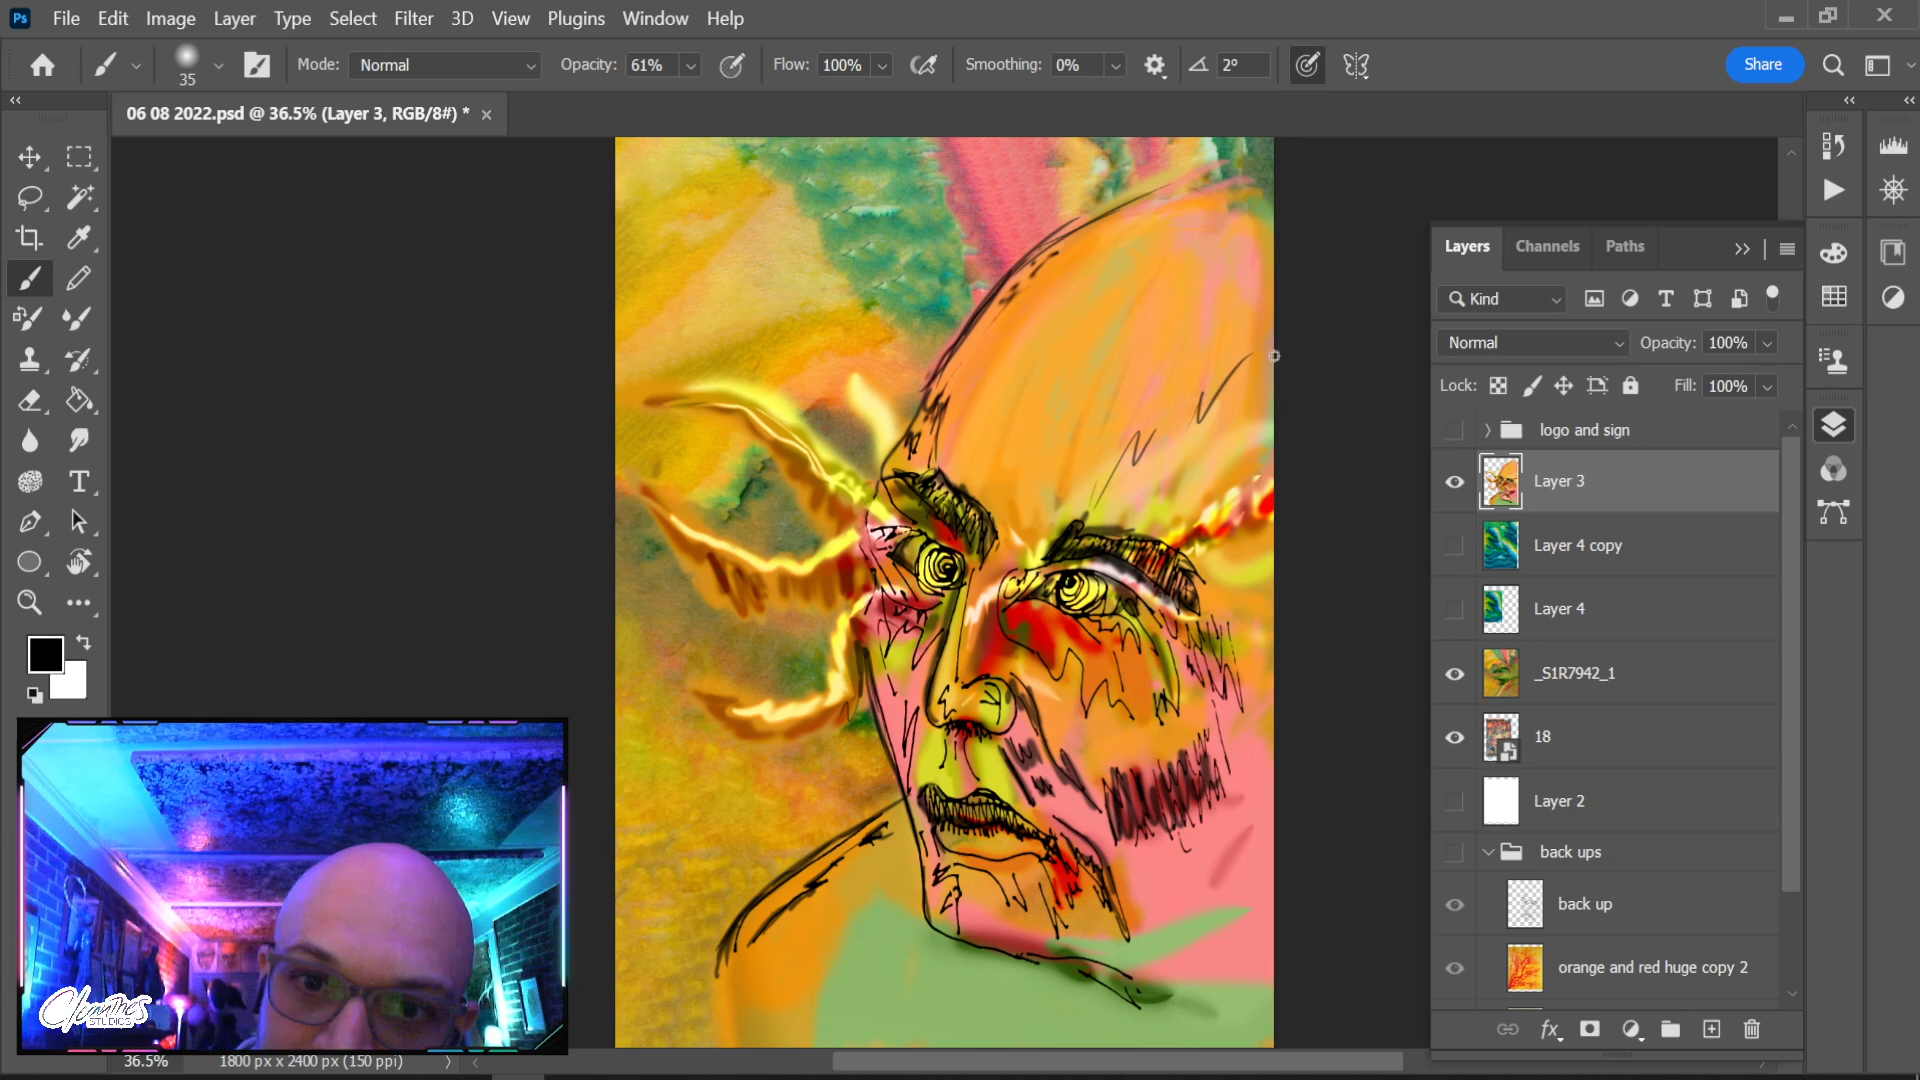 Ps File Edit Image Layer Type Select Filter 3D View Plugins Window Help
35 Mode: Normal Opacity: 61% Flow: 100% Smoothing: 0% 2° Share
06 08 2022.psd @ 36.5% (Layer 3, RGB/8#) * ×
Layers Channels Paths
Kind
Normal Opacity: 100%
Lock: Fill: 100%
logo and sign
Layer 3
Layer 4 copy
Layer 4
_S1R7942_1
18
Layer 2
back ups
back up
orange and red huge copy 2
fx
STUDIOS
36.5% 1800 px x 2400 px (150 ppi)